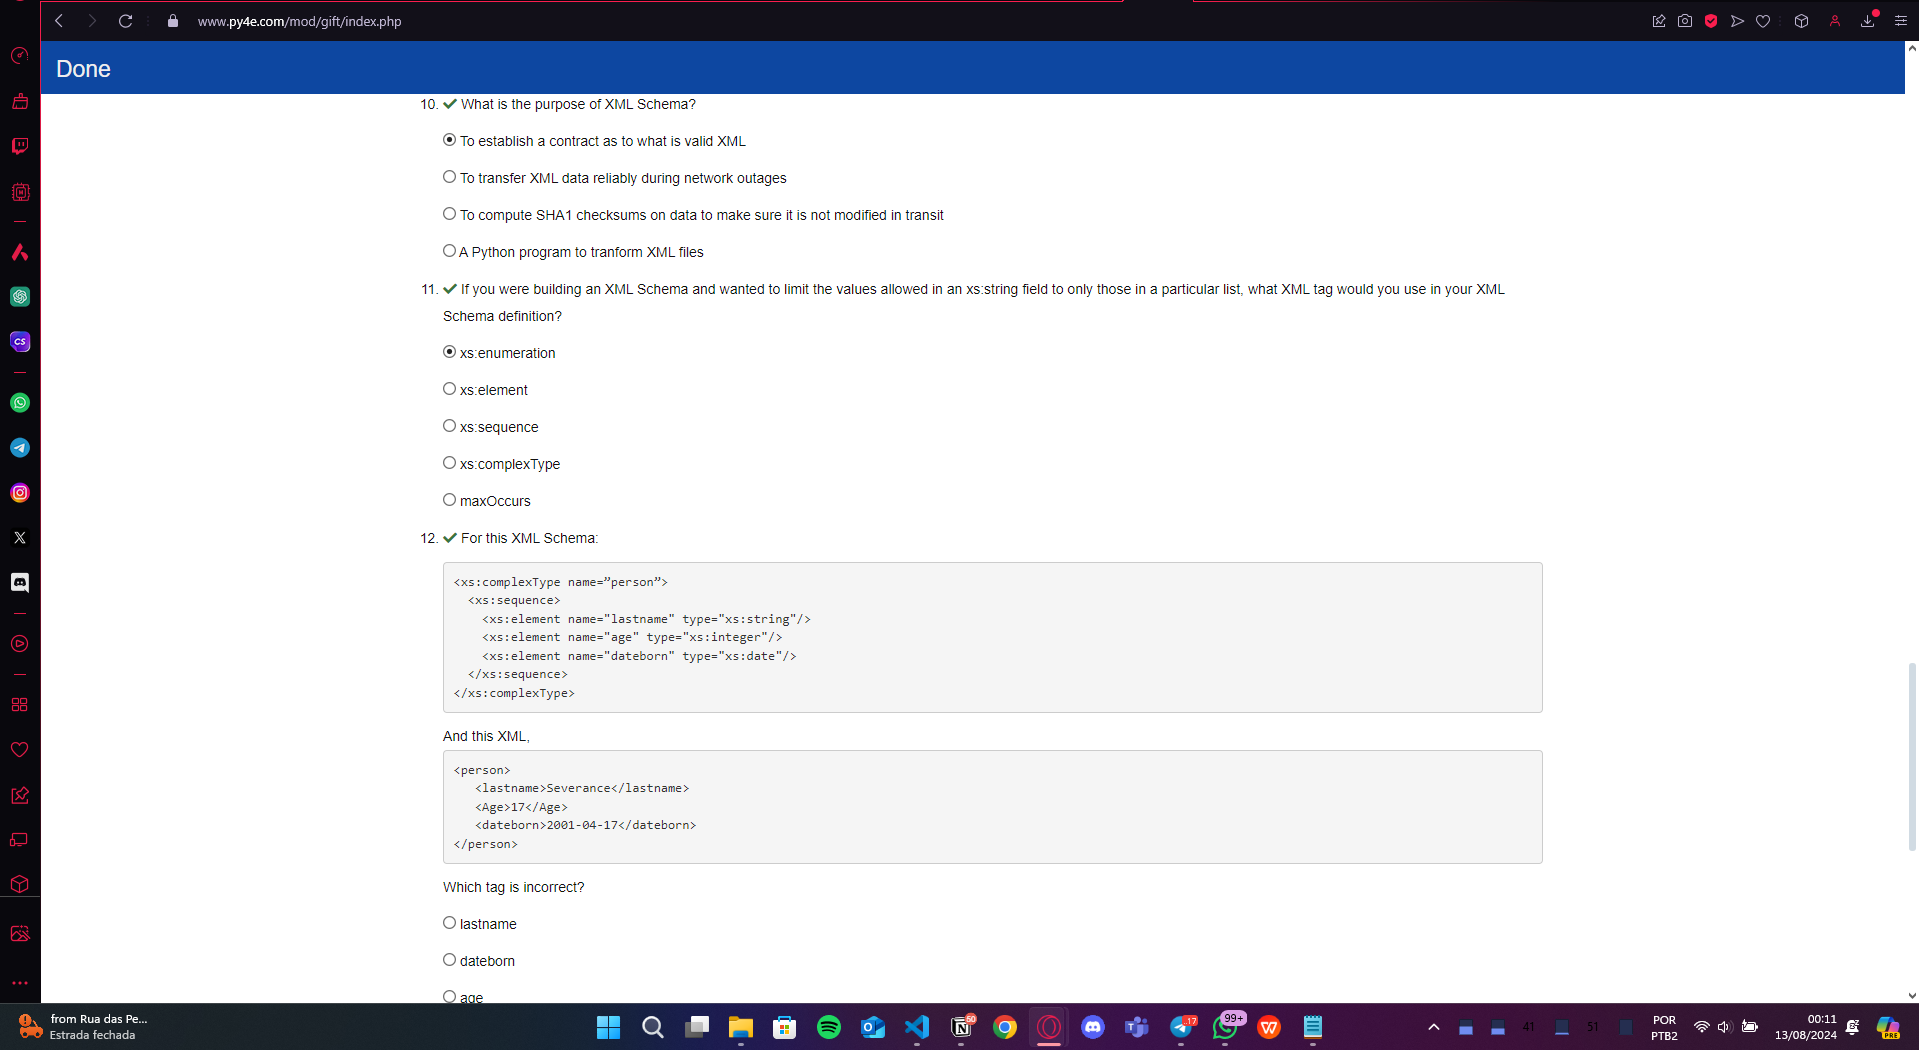 www.py4e.com/mod/gift/index.php
Done
10. What is the purpose of XML Schema?
To establish a contract as to what is valid XML
To transfer XML data reliably during network outages
To compute SHA1 checksums on data to make sure it is not modified in transit
A Python program to tranform XML files
11. If you were building an XML Schema and wanted to limit the values allowed in an xs:string field to only those in a particular list, what XML tag would you use in your XML
Schema definition?
xs:enumeration
xs:element
xs:sequence
xs:complexType
maxOccurs
12. For this XML Schema:
<xs:complexType name=”person”>
<xs:sequence>
<xs:element name="lastname" type="xs:string"/>
<xs:element name="age" type="xs:integer"/>
<xs:element name="dateborn" type="xs:date"/>
</xs:sequence>
</xs:complexType>
And this XML,
<person>
<lastname>Severance</lastname>
<Age>17</Age>
<dateborn>2001-04-17</dateborn>
</person>
Which tag is incorrect?
lastname
dateborn
age
from Rua das Pe...
Estrada fechada
50
17
99+
41
51
POR
PTB2
00:11
13/08/2024
PRE
CS